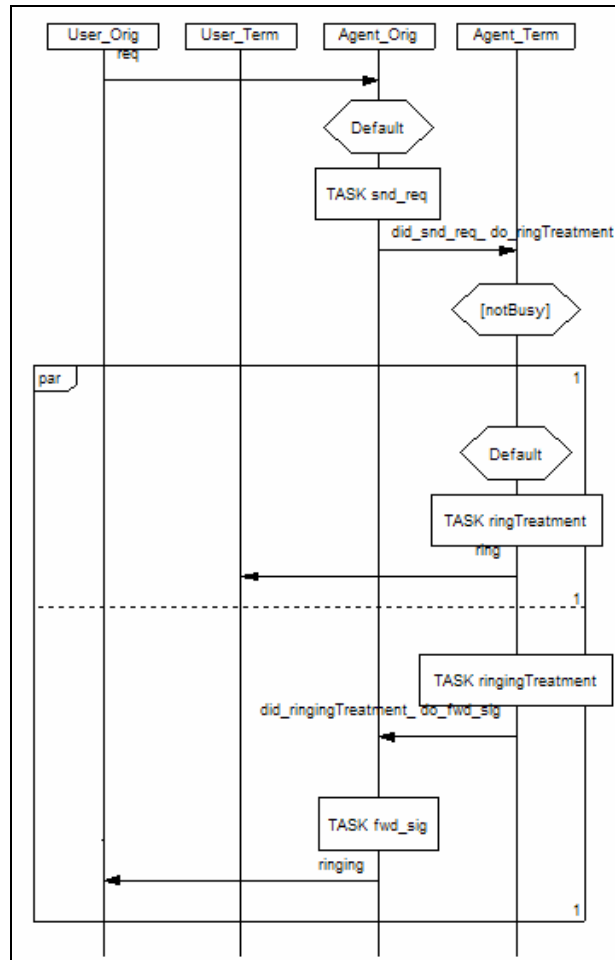 User_Orig
User_Term
Agent_Orig
Agent_Term
req
Default
TASK snd_req
did_snd_req_ do_ringTreatment
[notBusy]
par
1
Default
TASK ringTreatment
ring
1
TASK ringingTreatment
did_ringingTreatment_ do_fwd_sig
TASK fwd_sig
ringing
1